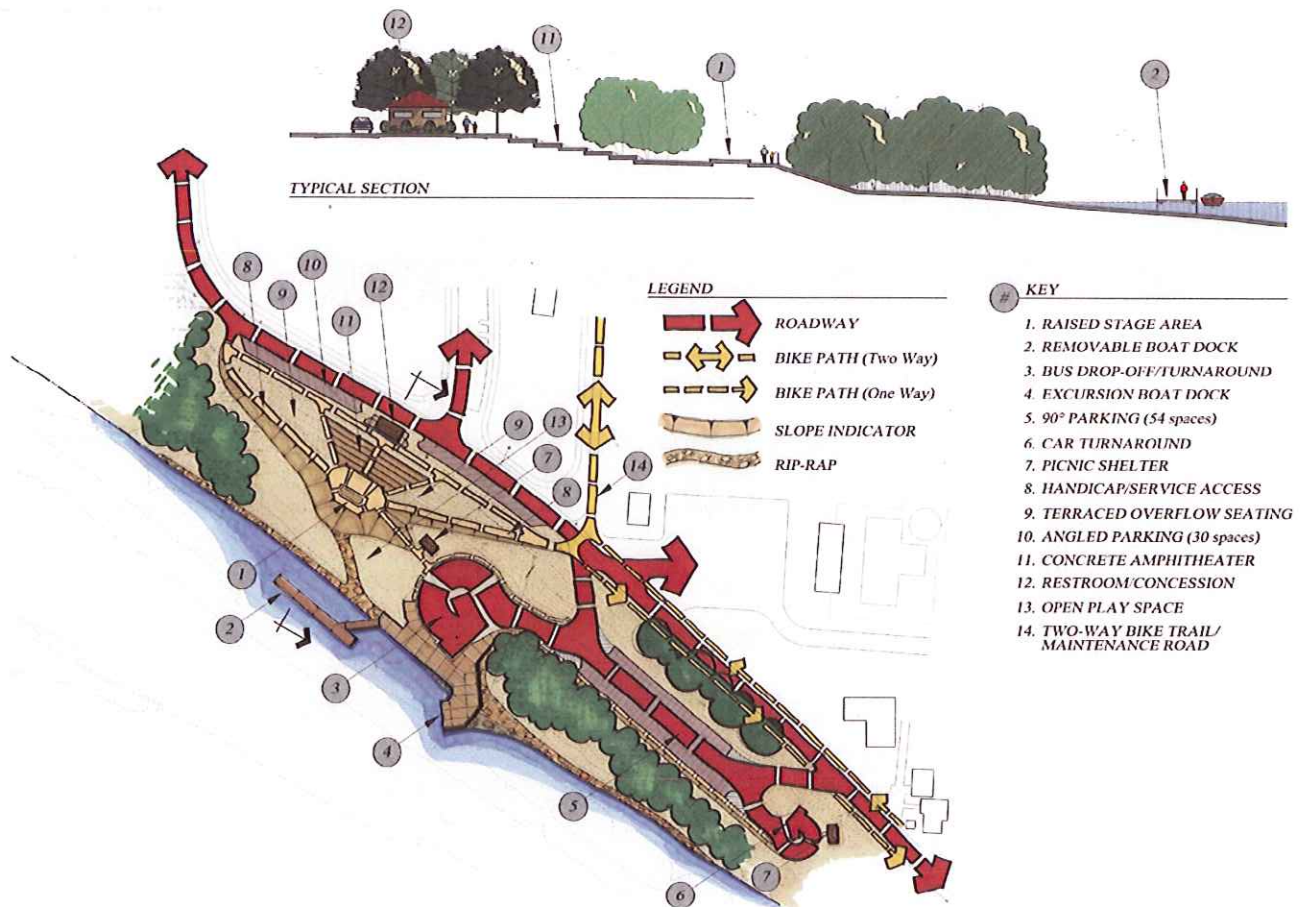 12
11
1
2
TYPICAL SECTION
8
9
10
11
12
LEGEND
ROADWAY
BIKE PATH (Two Way)
BIKE PATH (One Way)
SLOPE INDICATOR
RIP-RAP
# KEY
1. RAISED STAGE AREA
2. REMOVABLE BOAT DOCK
3. BUS DROP-OFF/TURNAROUND
4. EXCURSION BOAT DOCK
5. 90° PARKING (54 spaces)
6. CAR TURNAROUND
7. PICNIC SHELTER
8. HANDICAP/SERVICE ACCESS
9. TERRACED OVERFLOW SEATING
10. ANGLED PARKING (30 spaces)
11. CONCRETE AMPHITHEATER
12. RESTROOM/CONCESSION
13. OPEN PLAY SPACE
14. TWO-WAY BIKE TRAIL/
MAINTENANCE ROAD
9
13
7
8
14
1
2
3
4
5
6
7